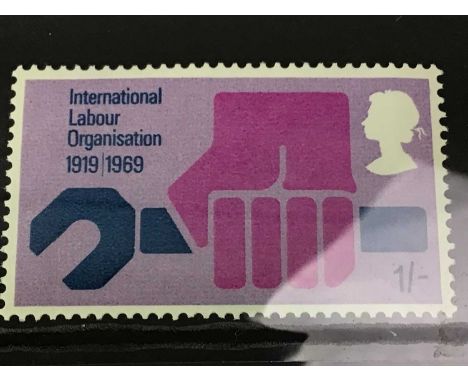 International
Labour
Organisation
1919 | 1969
1/-